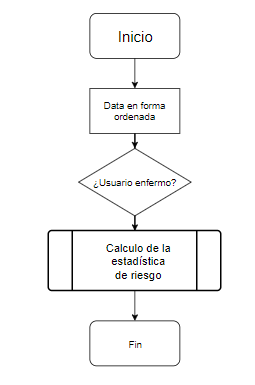 Inicio
Data en forma
ordenada
¿Usuario enfermo?
Calculo de la
estadística
de riesgo
Fin